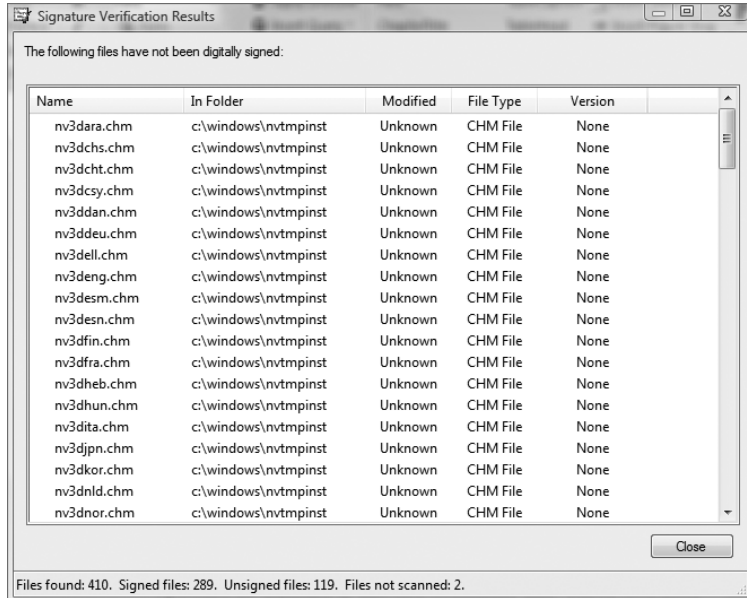 Signature Verification Results
The following files have not been digitally signed:
Name In Folder Modified File Type Version
nv3dara.chm c:\windows\nvtmpinst Unknown CHM File None
nv3dchs.chm c:\windows\nvtmpinst Unknown CHM File None
nv3dcht.chm c:\windows\nvtmpinst Unknown CHM File None
nv3dcsy.chm c:\windows\nvtmpinst Unknown CHM File None
nv3ddan.chm c:\windows\nvtmpinst Unknown CHM File None
nv3ddeu.chm c:\windows\nvtmpinst Unknown CHM File None
nv3dell.chm c:\windows\nvtmpinst Unknown CHM File None
nv3deng.chm c:\windows\nvtmpinst Unknown CHM File None
nv3desm.chm c:\windows\nvtmpinst Unknown CHM File None
nv3desn.chm c:\windows\nvtmpinst Unknown CHM File None
nv3dfin.chm c:\windows\nvtmpinst Unknown CHM File None
nv3dfra.chm c:\windows\nvtmpinst Unknown CHM File None
nv3dheb.chm c:\windows\nvtmpinst Unknown CHM File None
nv3dhun.chm c:\windows\nvtmpinst Unknown CHM File None
nv3dita.chm c:\windows\nvtmpinst Unknown CHM File None
nv3djpn.chm c:\windows\nvtmpinst Unknown CHM File None
nv3dkor.chm c:\windows\nvtmpinst Unknown CHM File None
nv3dnld.chm c:\windows\nvtmpinst Unknown CHM File None
nv3dnor.chm c:\windows\nvtmpinst Unknown CHM File None
Close
Files found: 410. Signed files: 289. Unsigned files: 119. Files not scanned: 2.